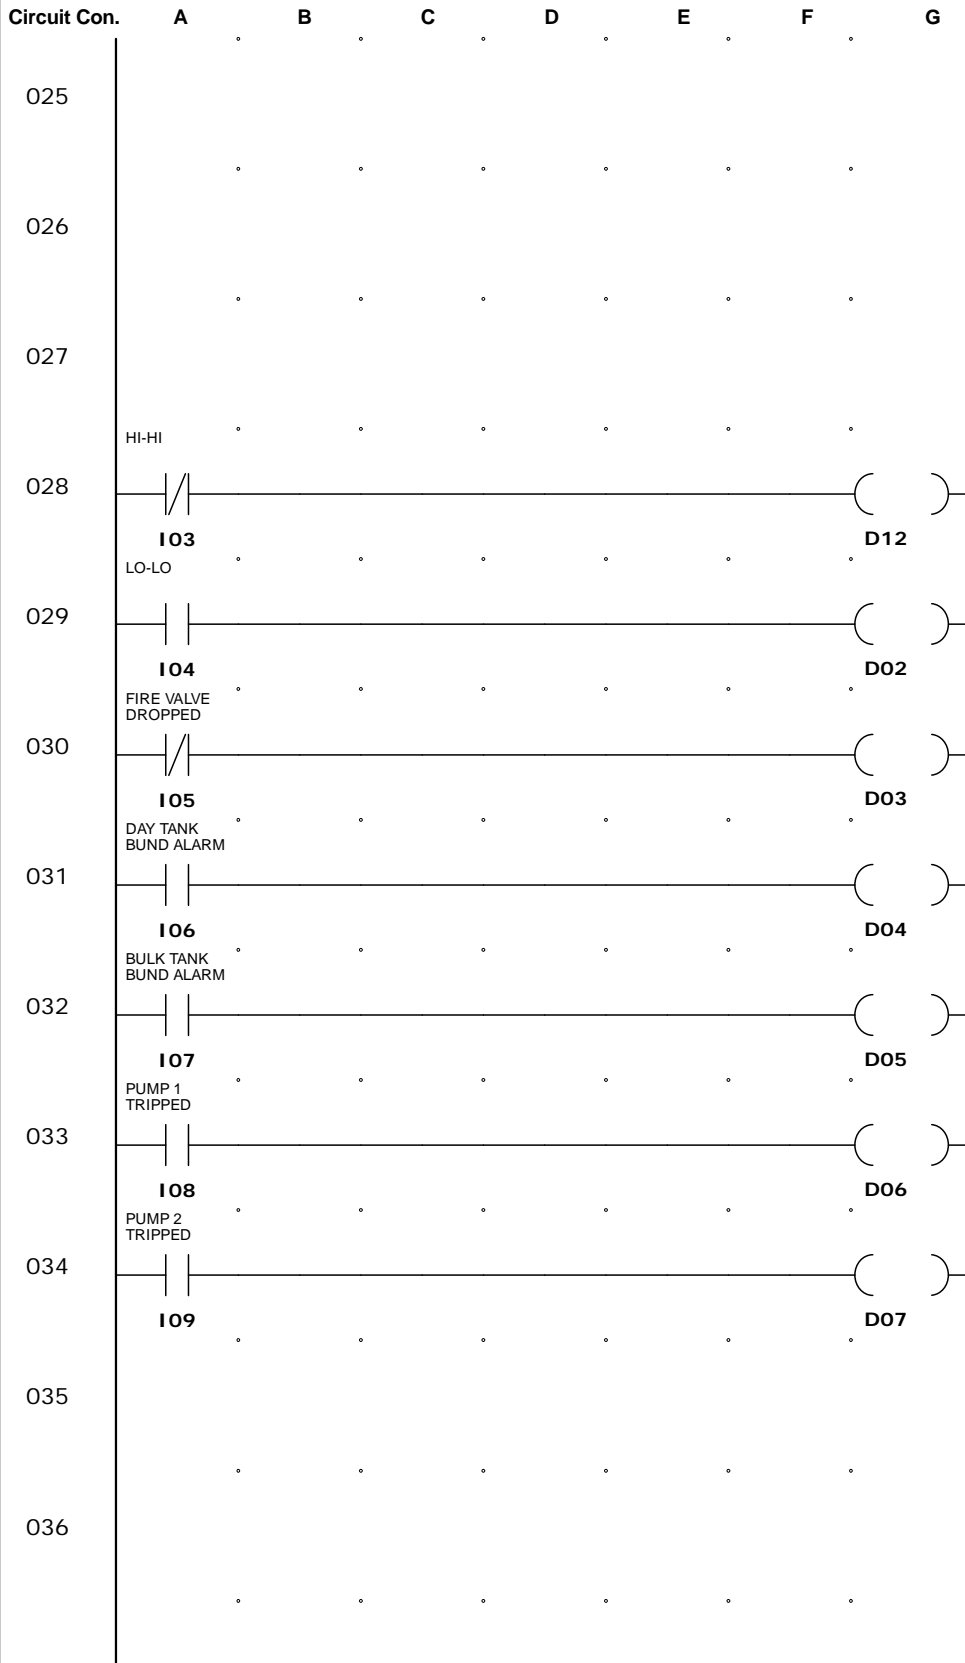 Circuit Con. A B C D E F G
025
026
027
HI-HI
028
I03 D12
LO-LO
029
I04 D02
FIRE VALVE
DROPPED
030
I05 D03
DAY TANK
BUND ALARM
031
I06 D04
BULK TANK
BUND ALARM
032
I07 D05
PUMP 1
TRIPPED
033
I08 D06
PUMP 2
TRIPPED
034
I09 D07
035
036